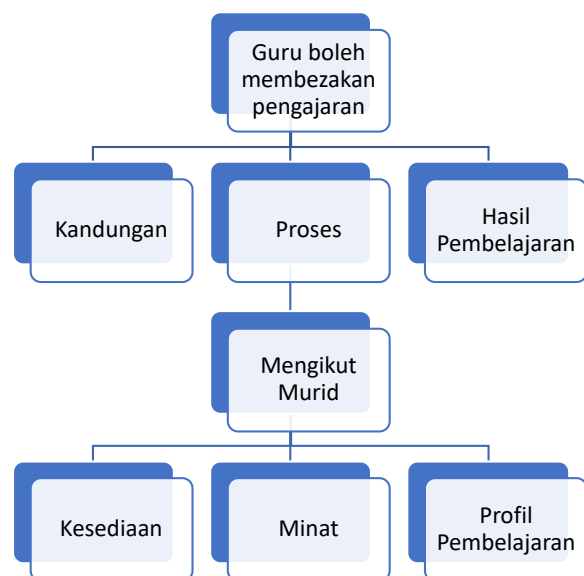 Guru boleh
membezakan
pengajaran
Kandungan
Proses
Hasil
Pembelajaran
Mengikut
Murid
Kesediaan
Minat
Profil
Pembelajaran